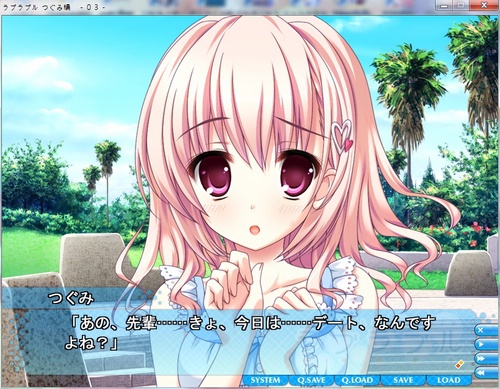 ラブラブル つぐみ編 -03-
つぐみ
「あの、先輩……きょ、今日は……デート、なんです
よね？」
SYSTEM Q.SAVE Q.LOAD SAVE LOAD